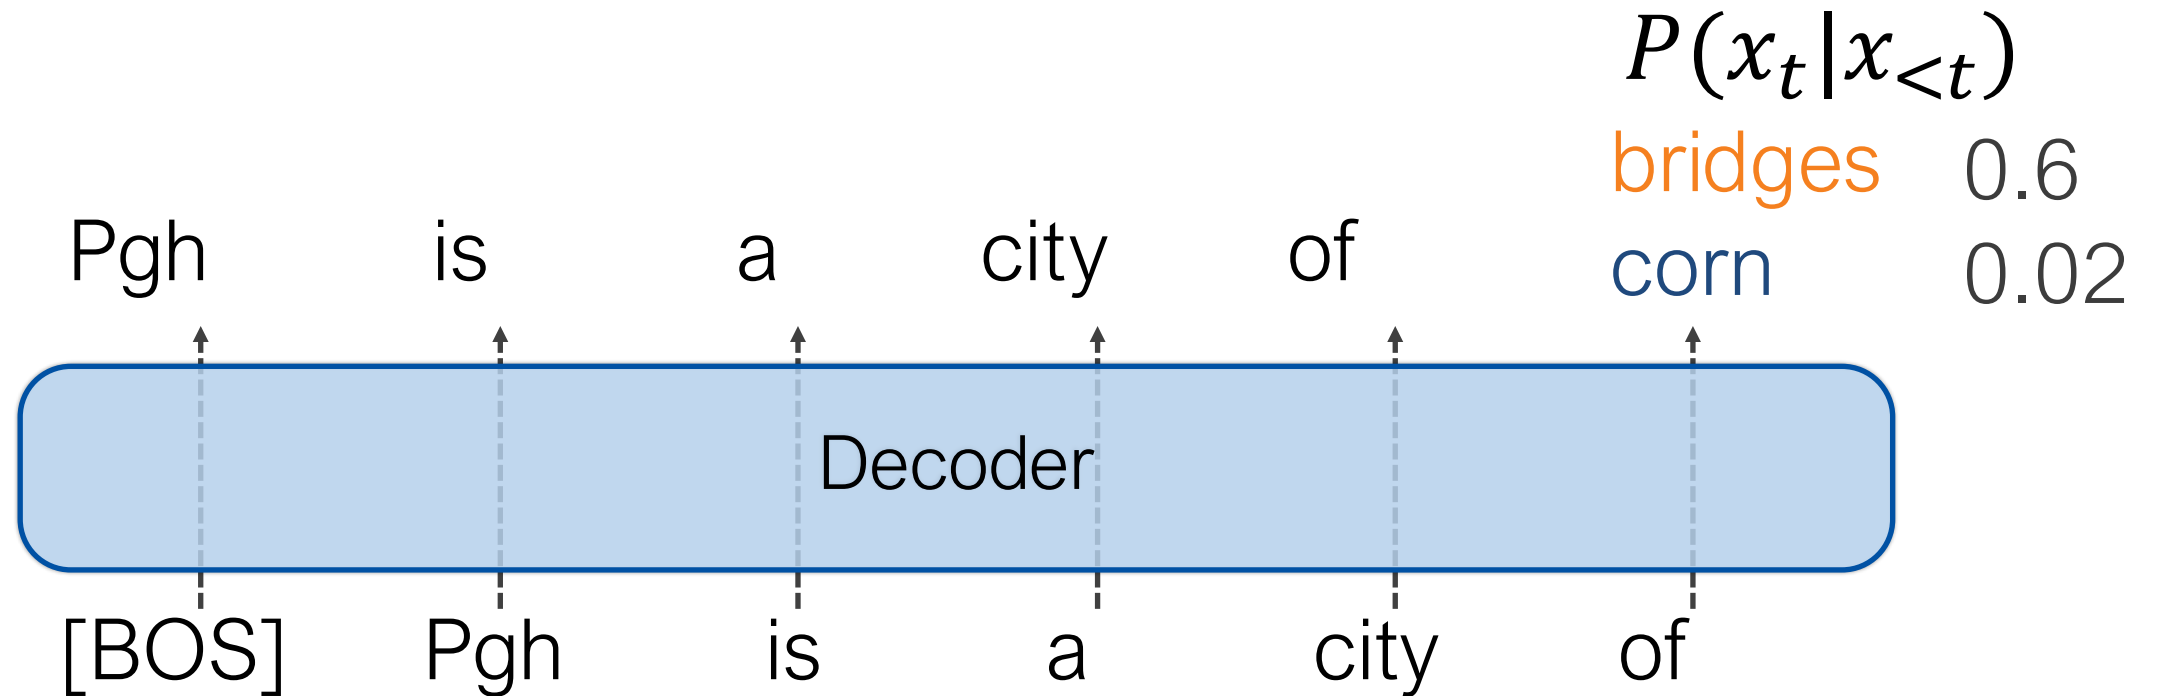 P(x_t|x_{<t})
bridges 0.6
corn 0.02
Pgh is a city of
Decoder
[BOS] Pgh is a city of